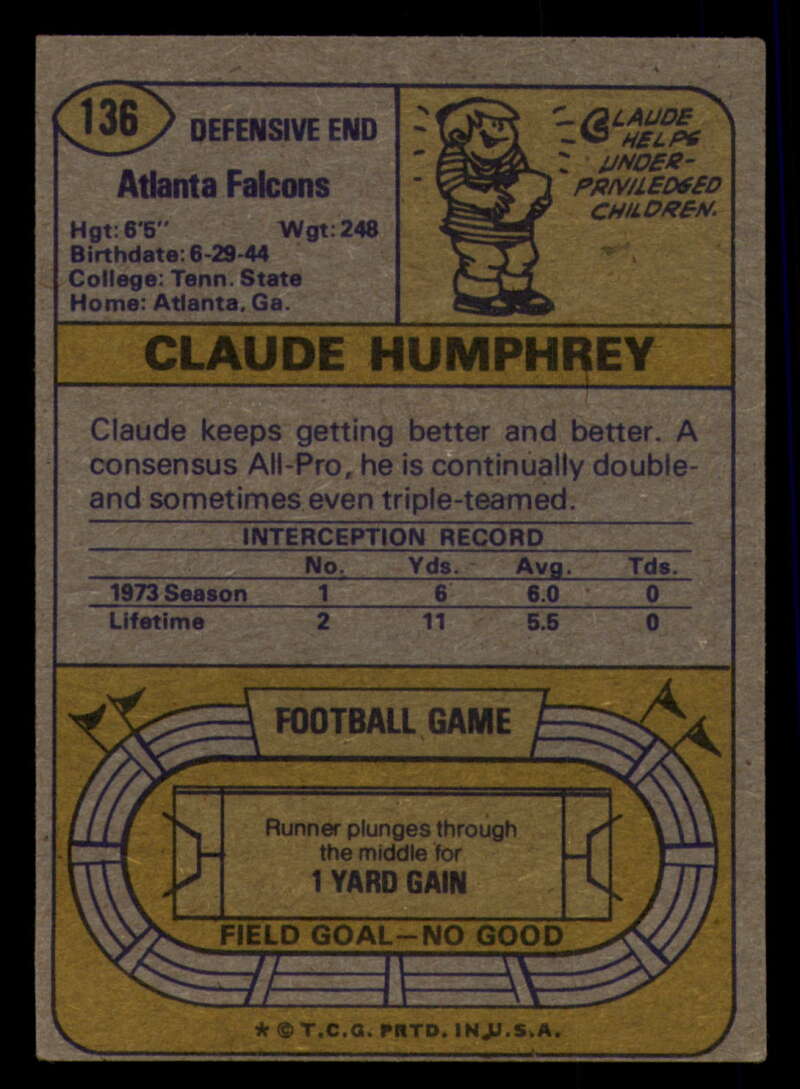 136
DEFENSIVE END
Atlanta Falcons
Hgt: 6'5" Wgt: 248
Birthdate: 6-29-44
College: Tenn. State
Home: Atlanta, Ga.
CLAUDE
HELPS
UNDER-
PRIVILEDGED
CHILDREN.
CLAUDE HUMPHREY
Claude keeps getting better and better. A
consensus All-Pro, he is continually double-
and sometimes even triple-teamed.
INTERCEPTION RECORD
No. Yds. Avg. Tds.
1973 Season 1 6 6.0 0
Lifetime 2 11 5.5 0
FOOTBALL GAME
Runner plunges through
the middle for
1 YARD GAIN
FIELD GOAL—NO GOOD
* © T.C.G. PRTD. IN U.S.A.